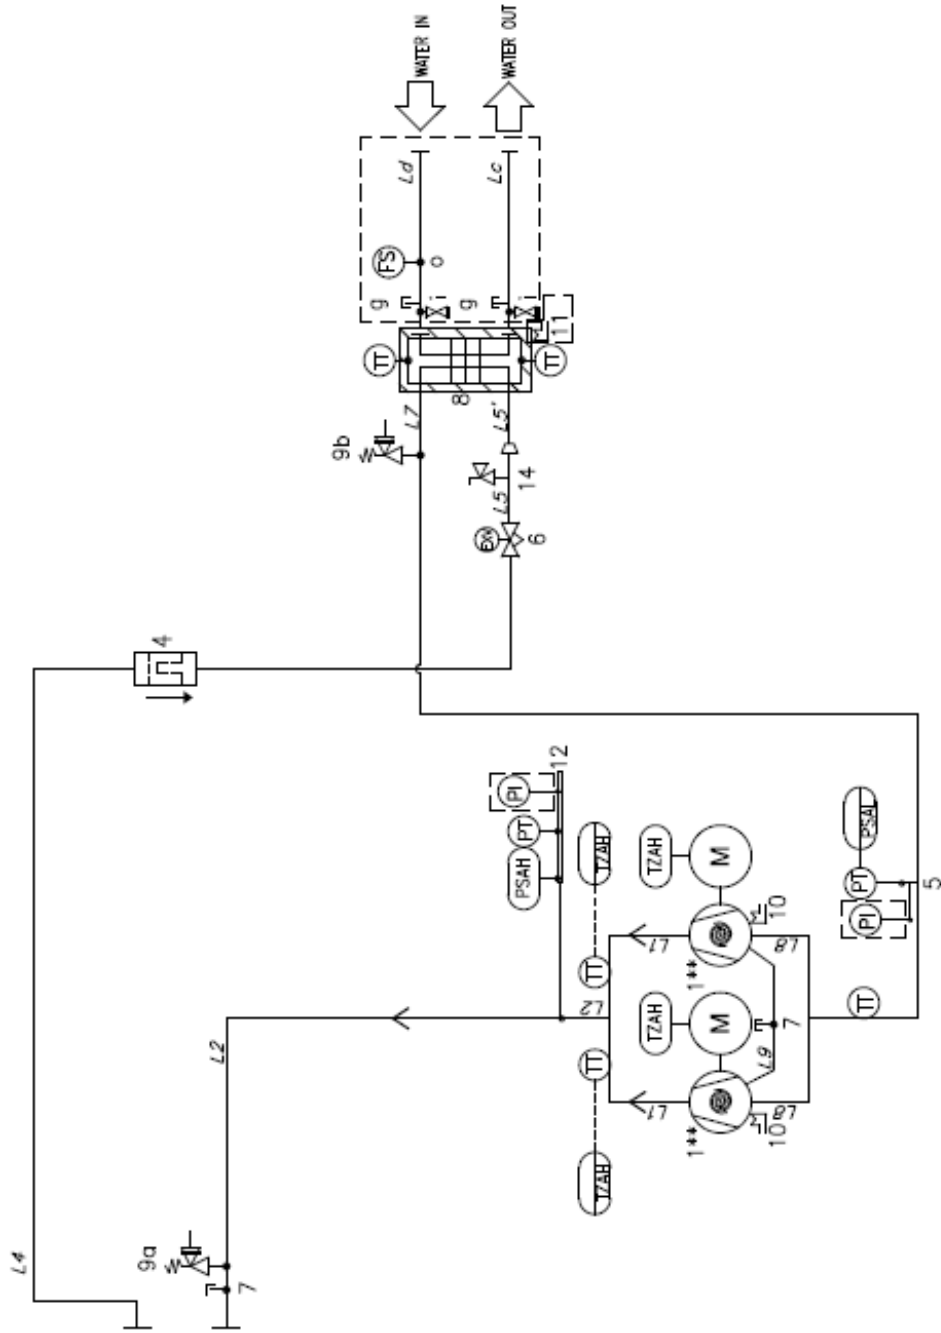 L4
9a
4
L2
7
9b
TT
g
FS
Ld
WATER IN
L7
o
i
8
g
EXV
Lc
WATER OUT
L5'
L5
PI
14
PSAH
PT
i
6
TT
12
11
L2
TZAH
TT
TT
TZAH
TZAH
TZAH
L1
L1
1**
1**
M
M
10
L9
10
7
L8
L8
TT
PI
PT
PSAL
5